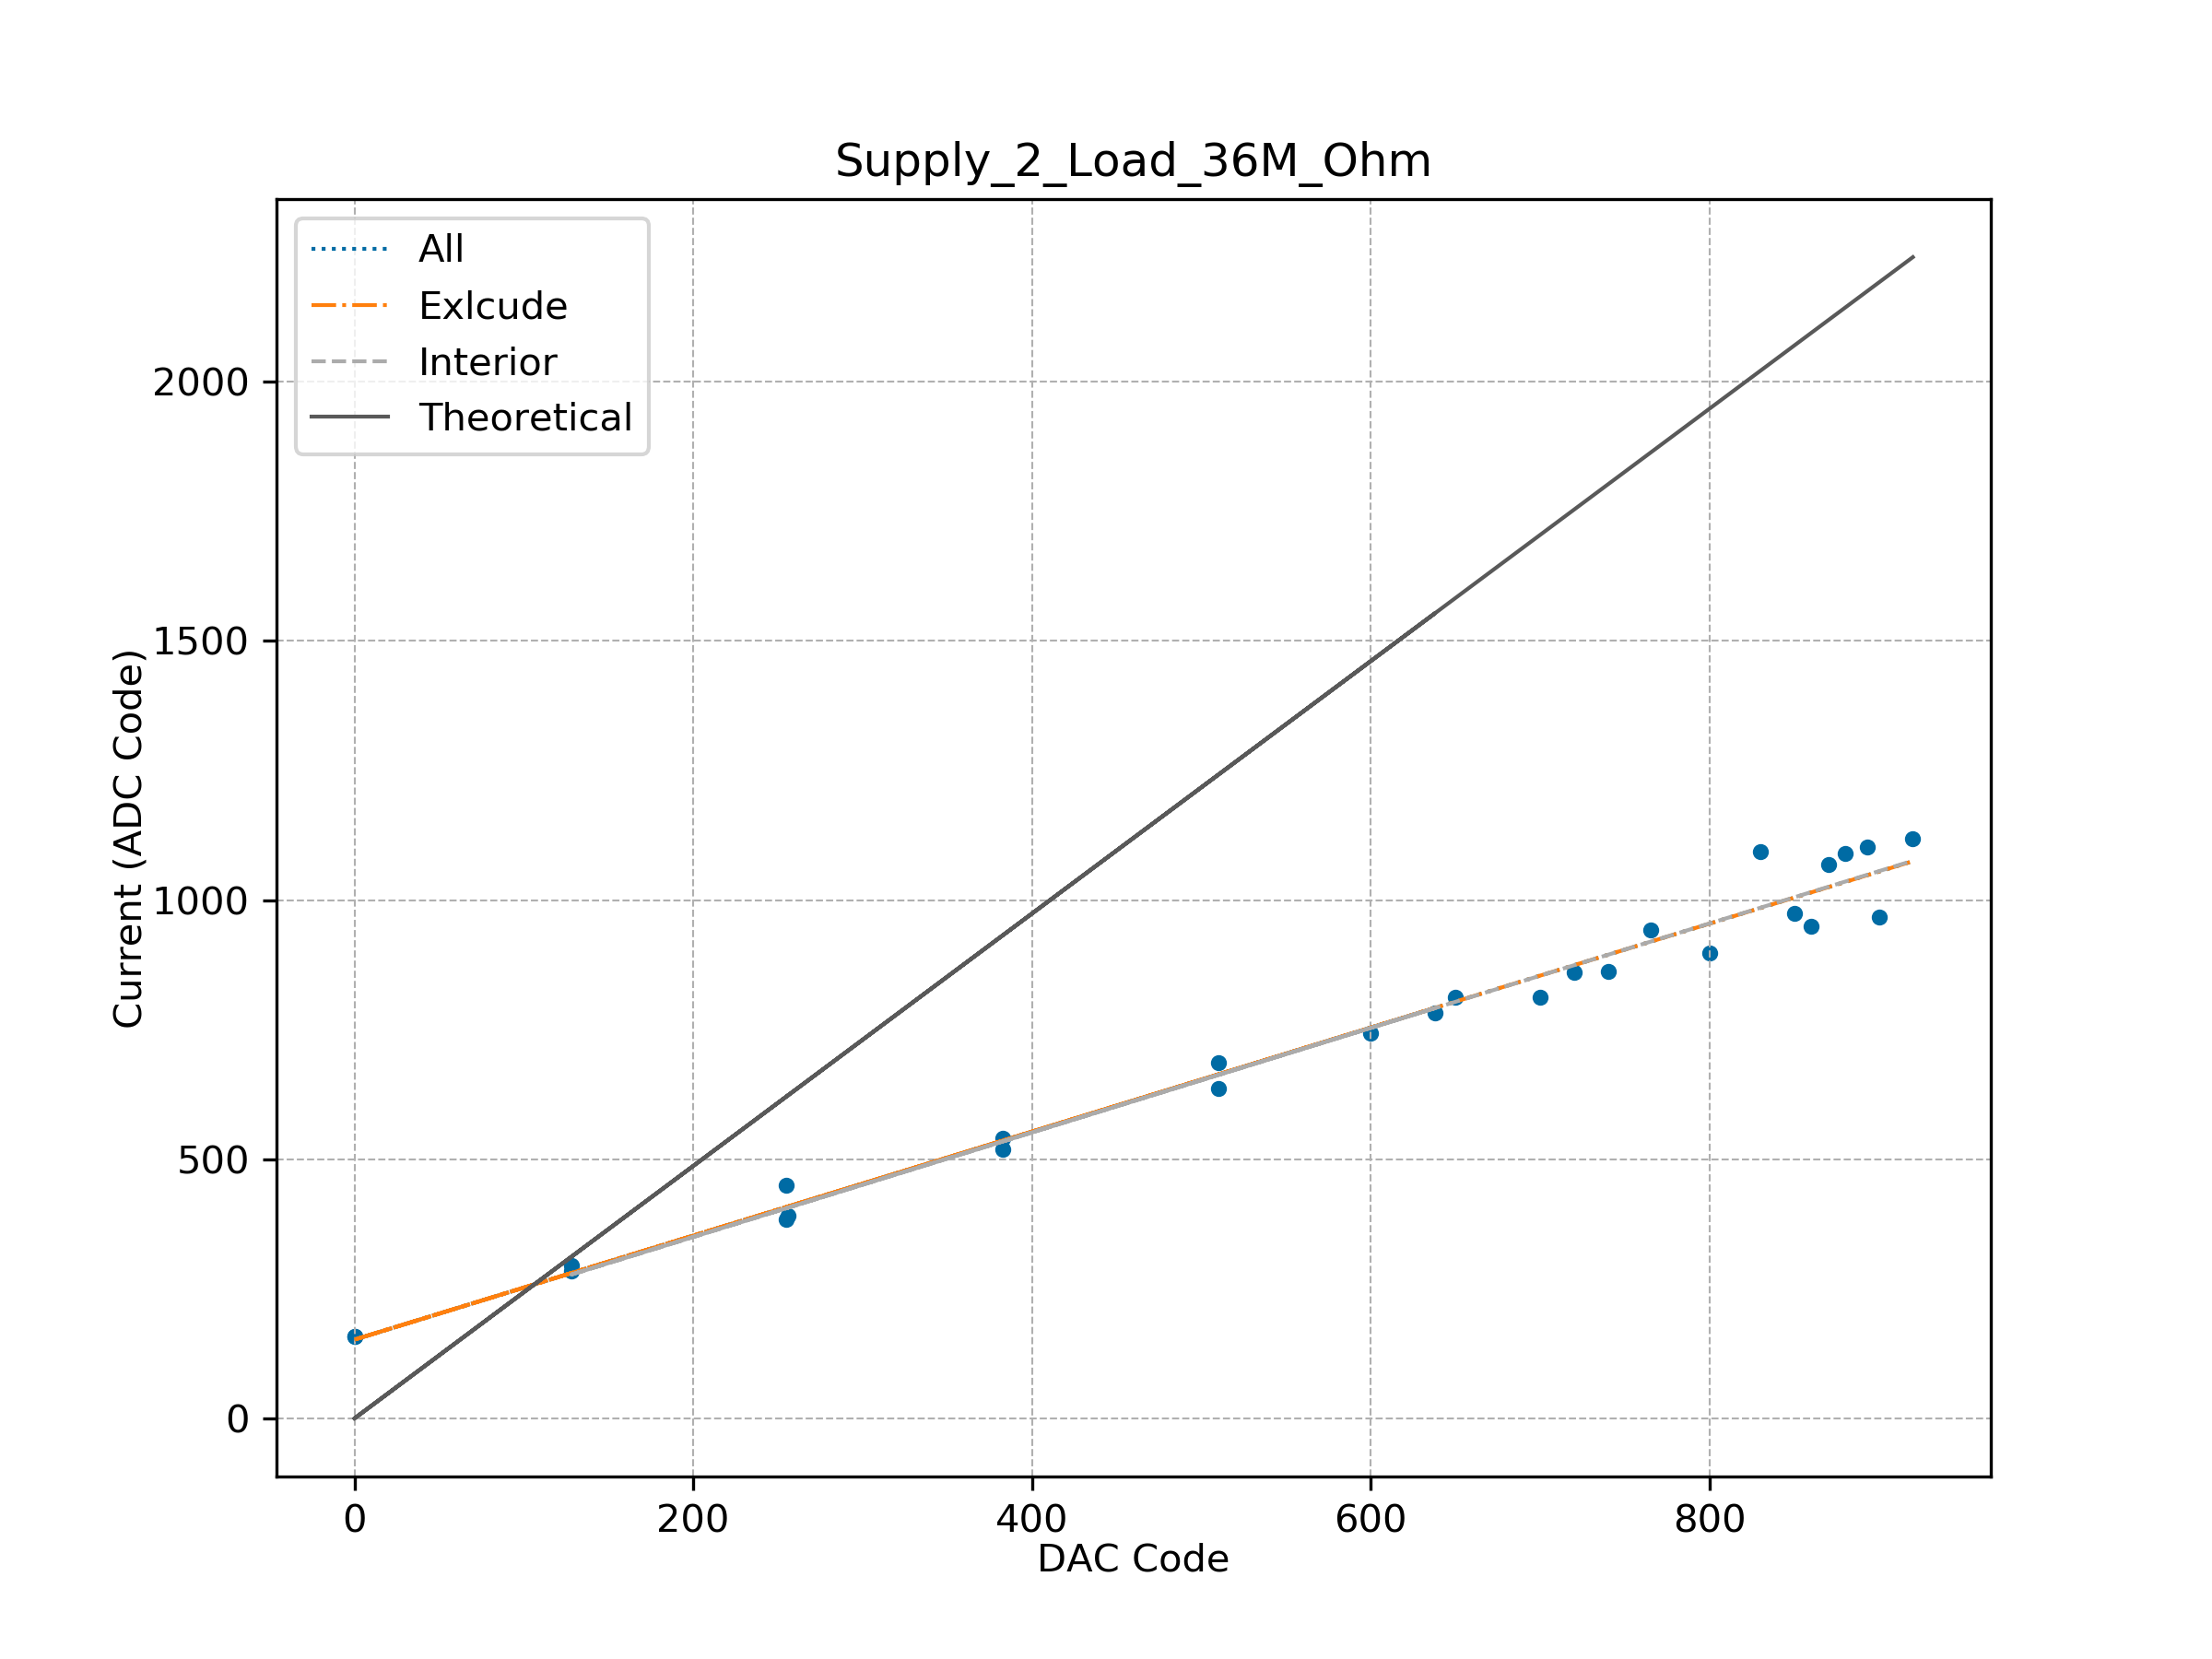 Supply_2_Load_36M_Ohm
All
Exlcude
Interior
Theoretical
Current (ADC Code)
2000
1500
1000
500
0
0 200 400 600 800
DAC Code